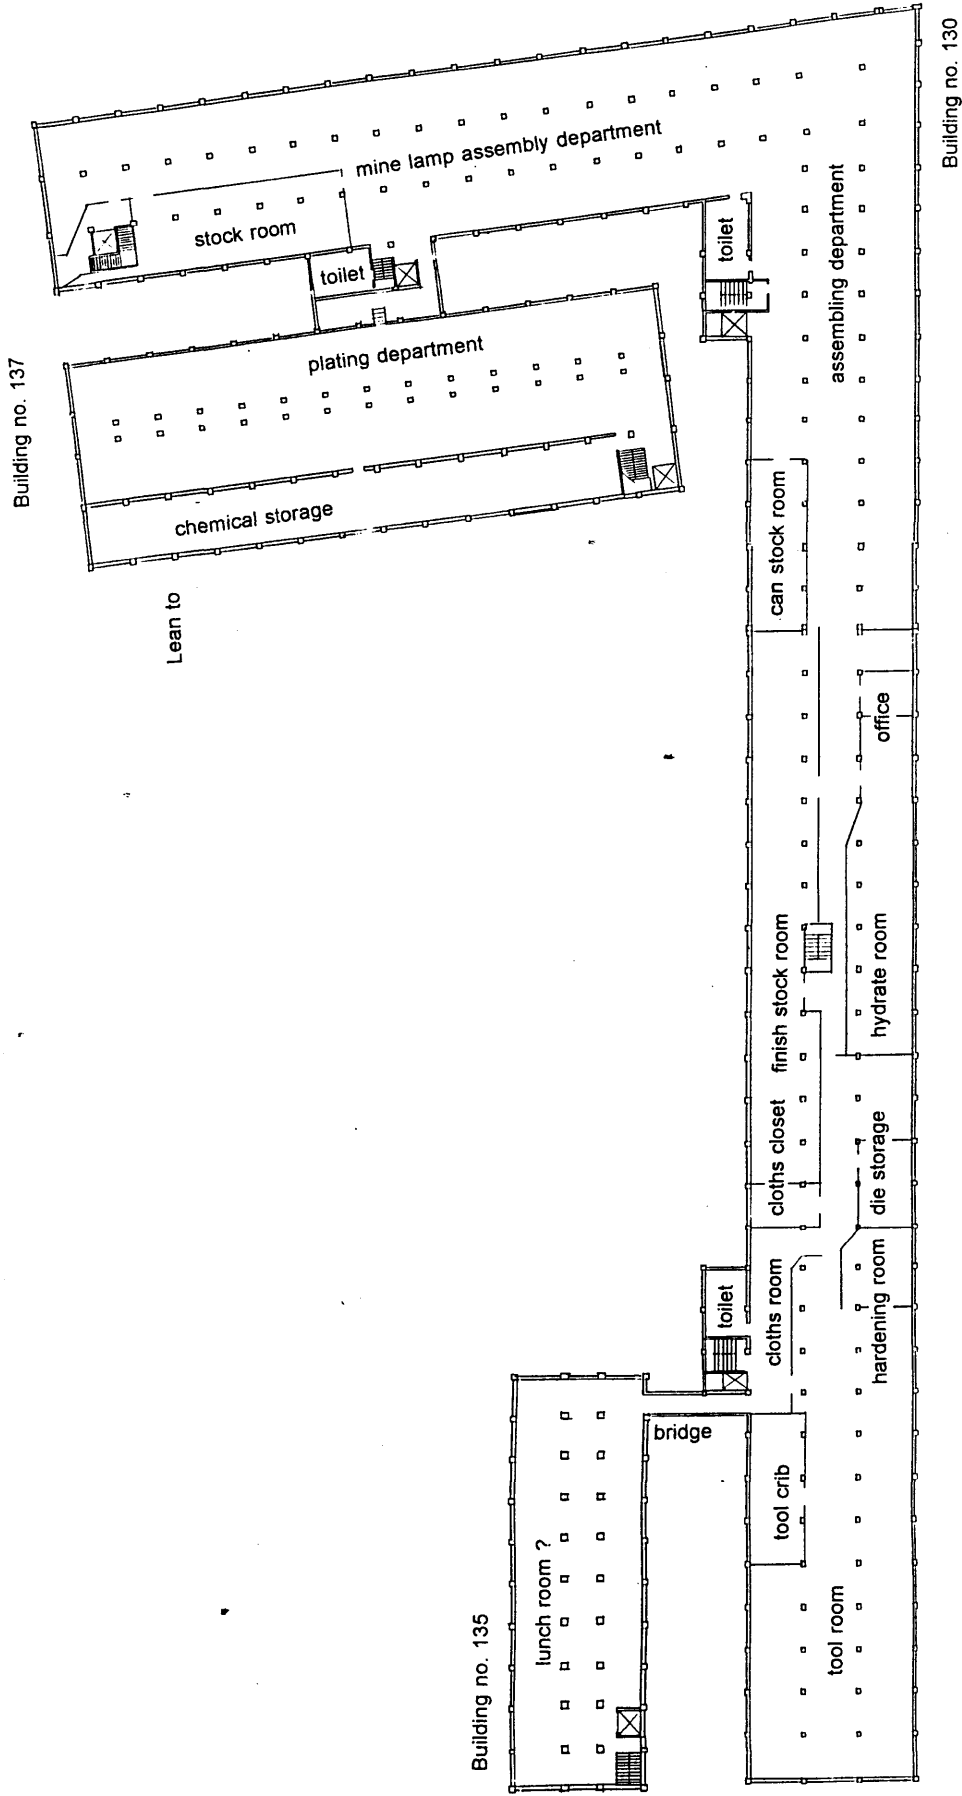 Building no. 130
mine lamp assembly department
stock room
toilet
toilet
assembling department
Building no. 137
plating department
chemical storage
Lean to
can stock room
office
finish stock room
hydrate room
cloths closet
die storage
cloths room
hardening room
toilet
bridge
tool crib
tool room
lunch room ?
Building no. 135